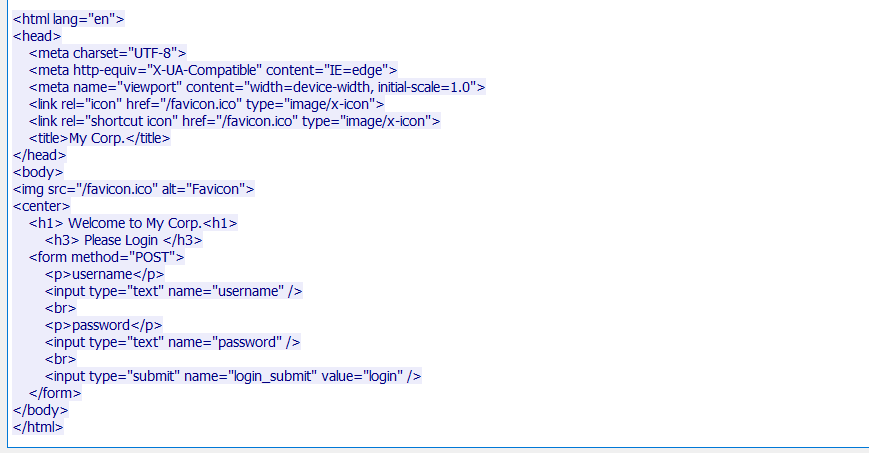 <html lang="en">
<head>
    <meta charset="UTF-8">
    <meta http-equiv="X-UA-Compatible" content="IE=edge">
    <meta name="viewport" content="width=device-width, initial-scale=1.0">
    <link rel="icon" href="/favicon.ico" type="image/x-icon">
    <link rel="shortcut icon" href="/favicon.ico" type="image/x-icon">
    <title>My Corp.</title>
</head>
<body>
<img src="/favicon.ico" alt="Favicon">
<center>
    <h1> Welcome to My Corp.<h1>
        <h3> Please Login </h3>
    <form method="POST">
        <p>username</p>
        <input type="text" name="username" />
        <br>
        <p>password</p>
        <input type="text" name="password" />
        <br>
        <input type="submit" name="login_submit" value="login" />
    </form>
</body>
</html>